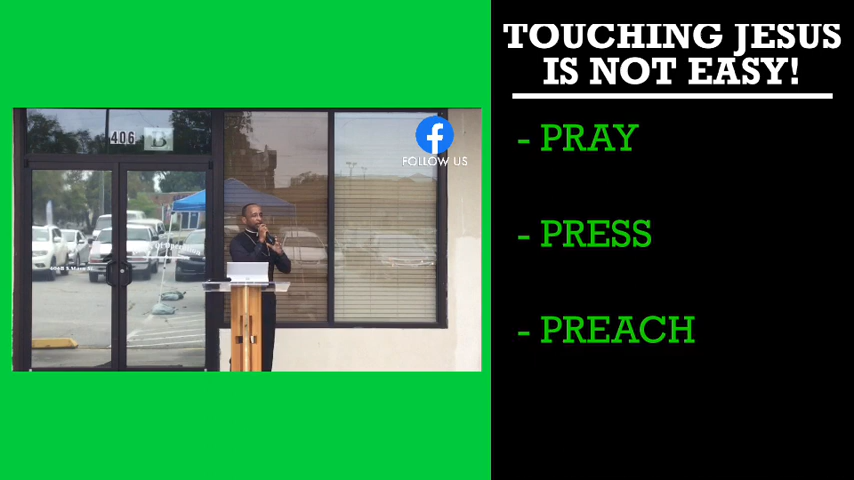 TOUCHING JESUS
IS NOT EASY!
- PRAY
- PRESS
- PREACH
406 B
FOLLOW US